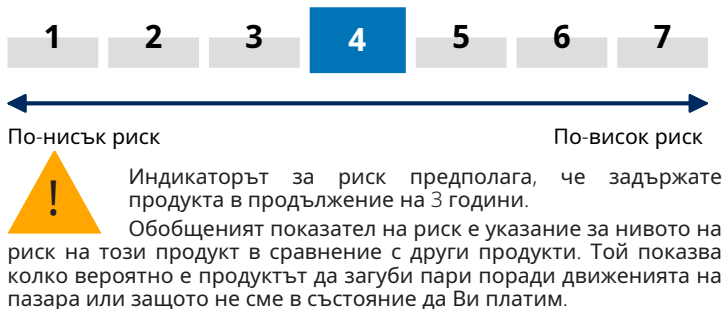 1 2 3 4 5 6 7
По-нисък риск По-висок риск
!
Индикаторът за риск предполага, че задържате
продукта в продължение на 3 години.
Обобщеният показател на риск е указание за нивото на
риск на този продукт в сравнение с други продукти. Той показва
колко вероятно е продуктът да загуби пари поради движенията на
пазара или защото не сме в състояние да Ви платим.